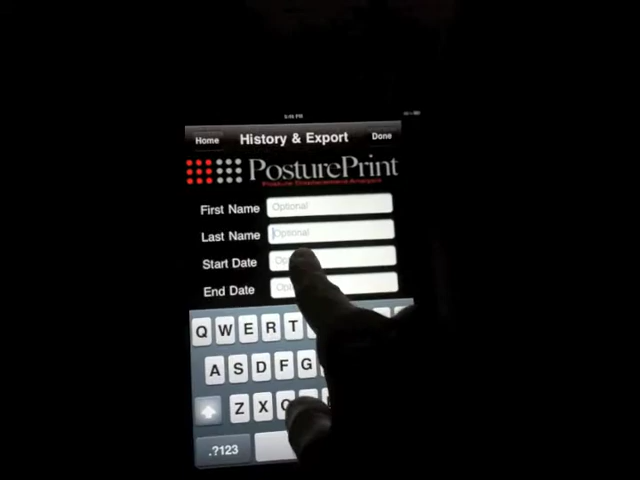 Home History & Export Done
PosturePrint
First Name Optional
Last Name Optional
Start Date
End Date
Q W E R T
A S D F G
Z X
.?123